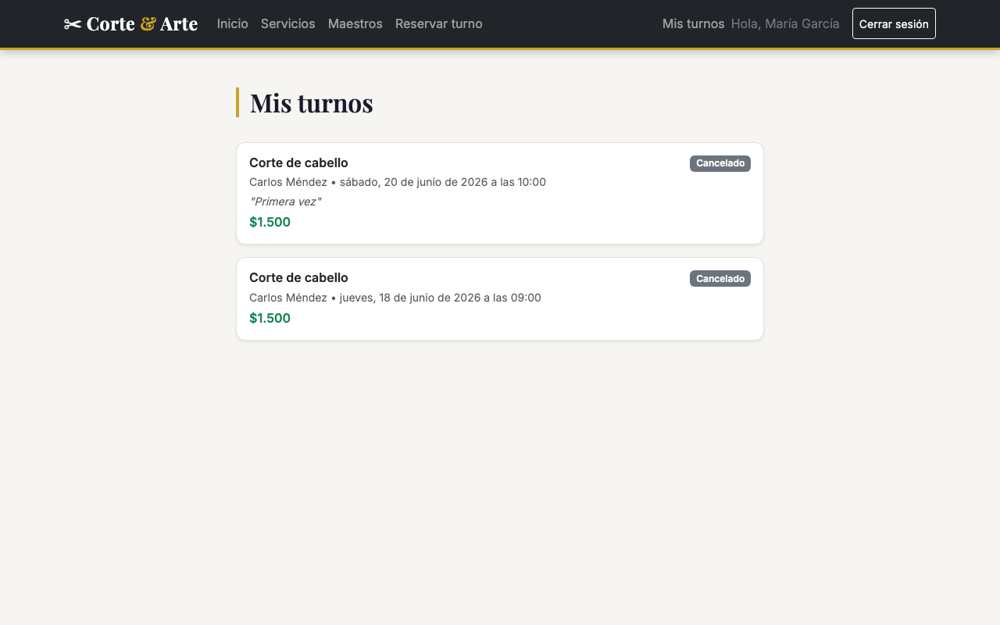 ✂ Corte & Arte Inicio Servicios Maestros Reservar turno Mis turnos Hola, María García Cerrar sesión
Mis turnos
Corte de cabello Cancelado
Carlos Méndez • sábado, 20 de junio de 2026 a las 10:00
"Primera vez"
$1.500
Corte de cabello Cancelado
Carlos Méndez • jueves, 18 de junio de 2026 a las 09:00
$1.500